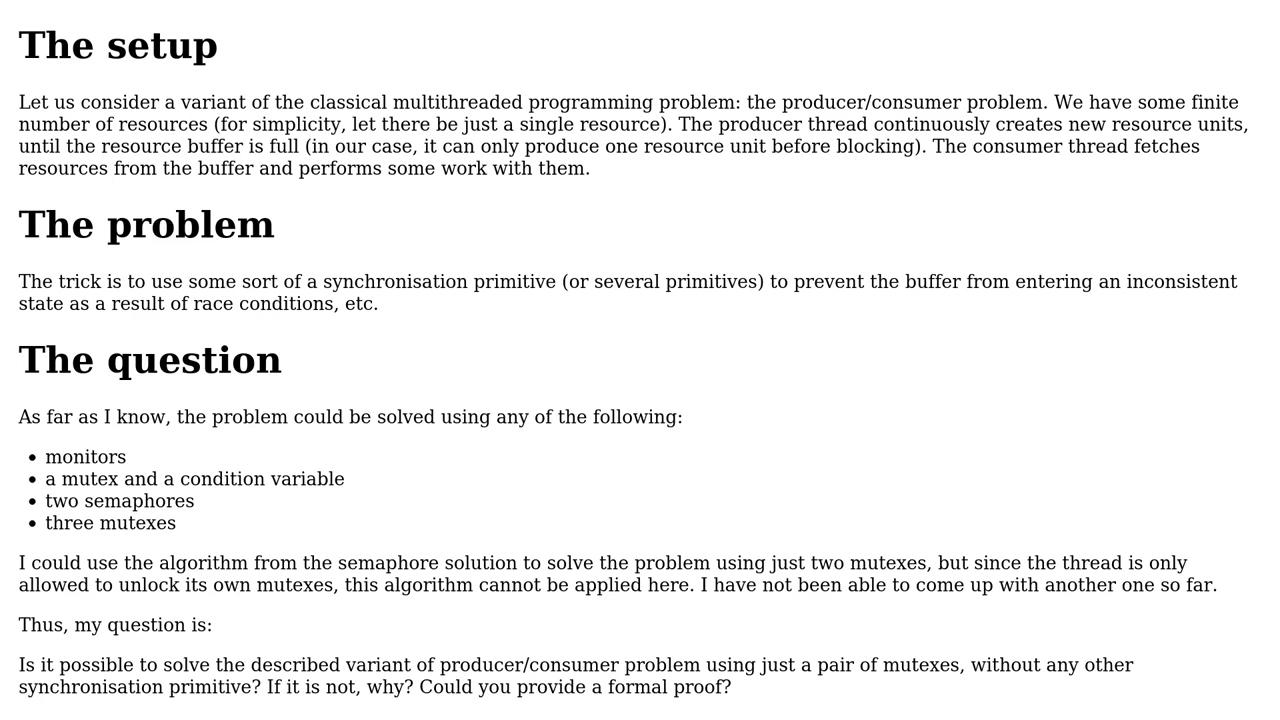 The setup
Let us consider a variant of the classical multithreaded programming problem: the producer/consumer problem. We have some finite
number of resources (for simplicity, let there be just a single resource). The producer thread continuously creates new resource units,
until the resource buffer is full (in our case, it can only produce one resource unit before blocking). The consumer thread fetches
resources from the buffer and performs some work with them.
The problem
The trick is to use some sort of a synchronisation primitive (or several primitives) to prevent the buffer from entering an inconsistent
state as a result of race conditions, etc.
The question
As far as I know, the problem could be solved using any of the following:
• monitors
• a mutex and a condition variable
• two semaphores
• three mutexes
I could use the algorithm from the semaphore solution to solve the problem using just two mutexes, but since the thread is only
allowed to unlock its own mutexes, this algorithm cannot be applied here. I have not been able to come up with another one so far.
Thus, my question is:
Is it possible to solve the described variant of producer/consumer problem using just a pair of mutexes, without any other
synchronisation primitive? If it is not, why? Could you provide a formal proof?